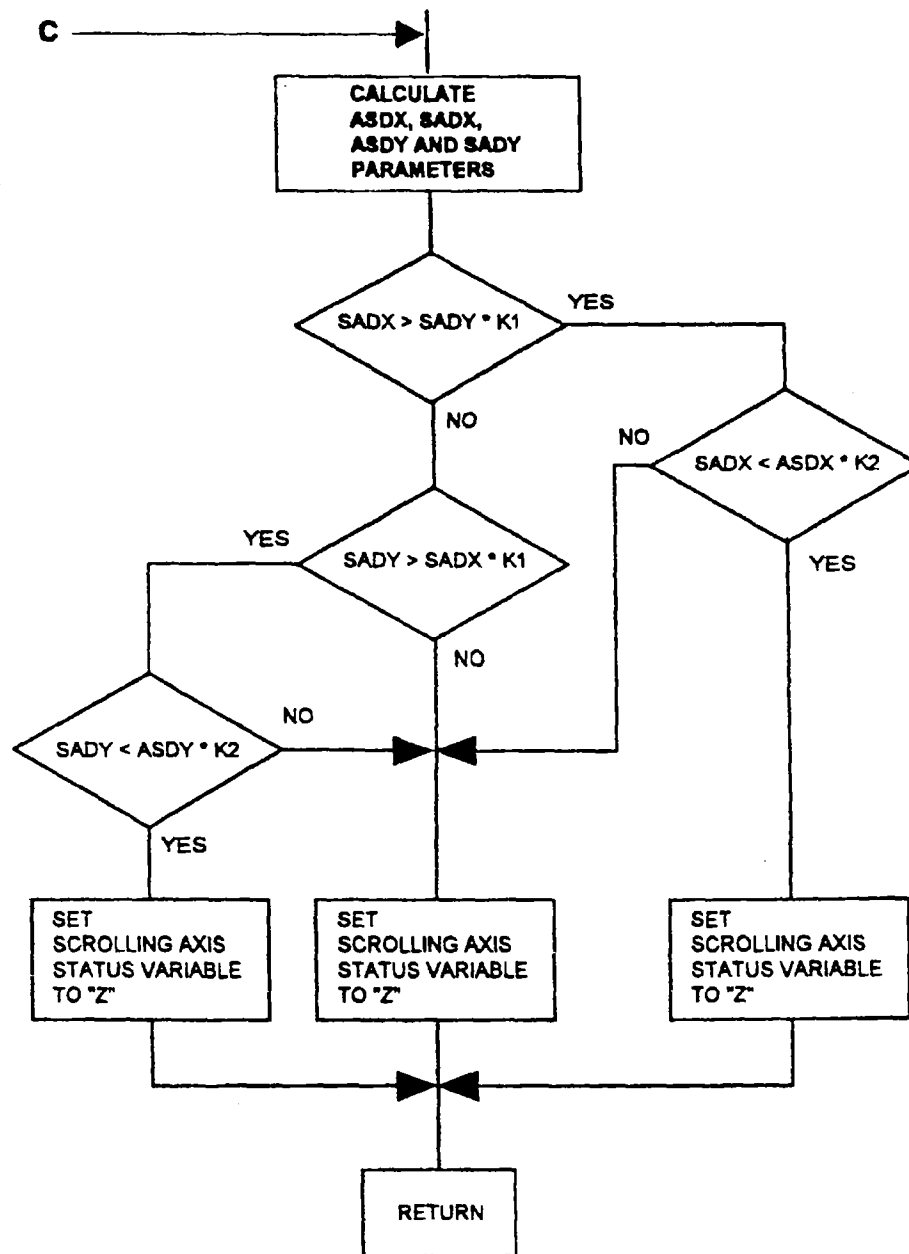 C
CALCULATE
ASDX, SADX,
ASDY AND SADY
PARAMETERS
SADX > SADY * K1
YES
NO
NO
SADX < ASDX * K2
YES
YES
SADY > SADX * K1
NO
NO
SADY < ASDY * K2
YES
SET
SCROLLING AXIS
STATUS VARIABLE
TO "Z"
SET
SCROLLING AXIS
STATUS VARIABLE
TO "Z"
SET
SCROLLING AXIS
STATUS VARIABLE
TO "Z"
RETURN